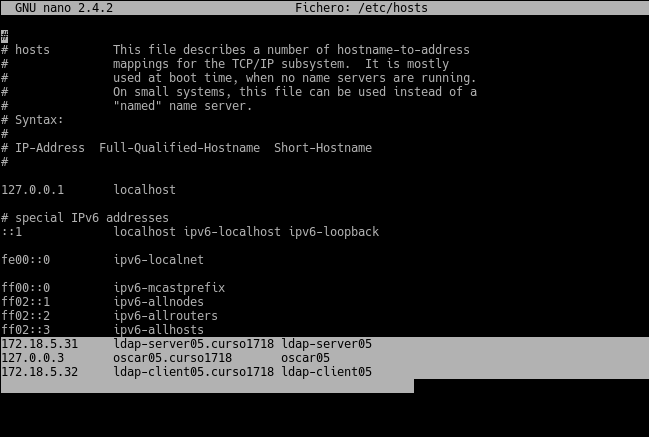 GNU nano 2.4.2 Fichero: /etc/hosts
#
# hosts This file describes a number of hostname-to-address
# mappings for the TCP/IP subsystem. It is mostly
# used at boot time, when no name servers are running.
# On small systems, this file can be used instead of a
# "named" name server.
# Syntax:
#
# IP-Address Full-Qualified-Hostname Short-Hostname
#
127.0.0.1 localhost
# special IPv6 addresses
::1 localhost ipv6-localhost ipv6-loopback
fe00::0 ipv6-localnet
ff00::0 ipv6-mcastprefix
ff02::1 ipv6-allnodes
ff02::2 ipv6-allrouters
ff02::3 ipv6-allhosts
172.18.5.31 ldap-server05.curso1718 ldap-server05
127.0.0.3 oscar05.curso1718 oscar05
172.18.5.32 ldap-client05.curso1718 ldap-client05